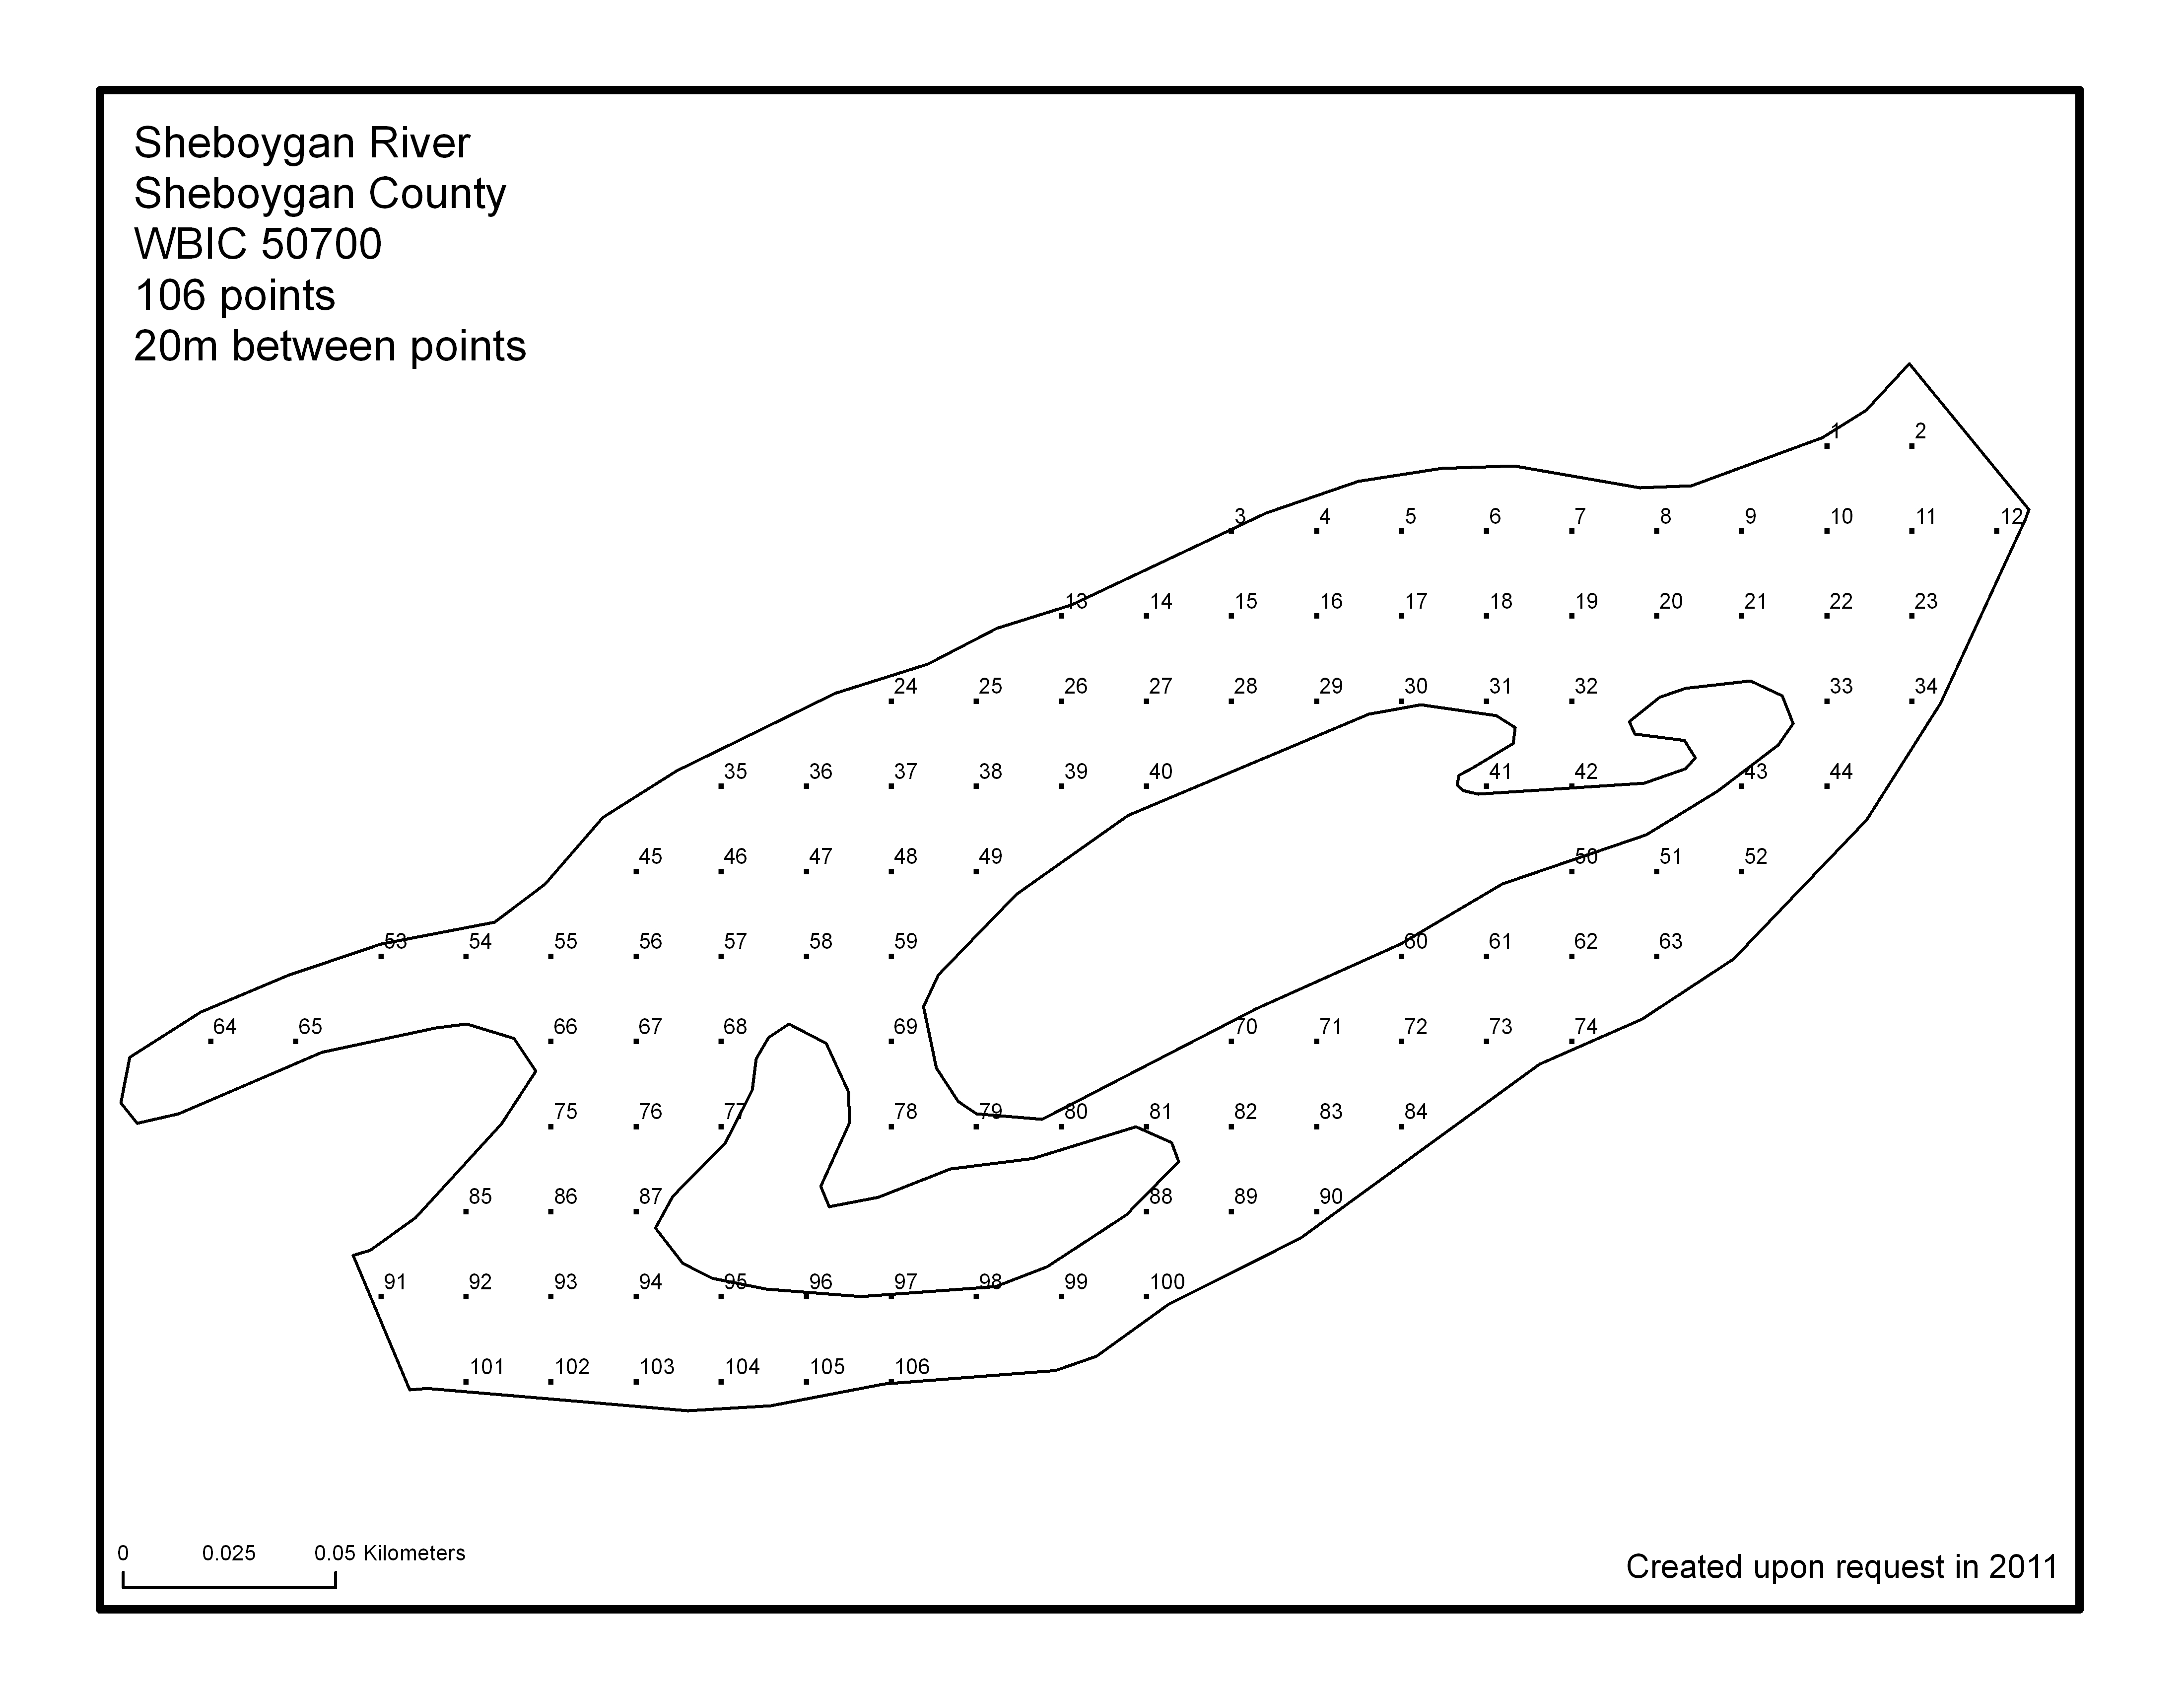 Sheboygan River
Sheboygan County
WBIC 50700
106 points
20m between points
1 2
3 4 5 6 7 8 9 10 11 12
13 14 15 16 17 18 19 20 21 22 23
24 25 26 27 28 29 30 31 32 33 34
35 36 37 38 39 40 41 42 43 44
45 46 47 48 49 50 51 52
53 54 55 56 57 58 59 60 61 62 63
64 65 66 67 68 69 70 71 72 73 74
75 76 77 78 79 80 81 82 83 84
85 86 87 88 89 90
91 92 93 94 95 96 97 98 99 100
101 102 103 104 105 106
0 0.025 0.05 Kilometers
Created upon request in 2011